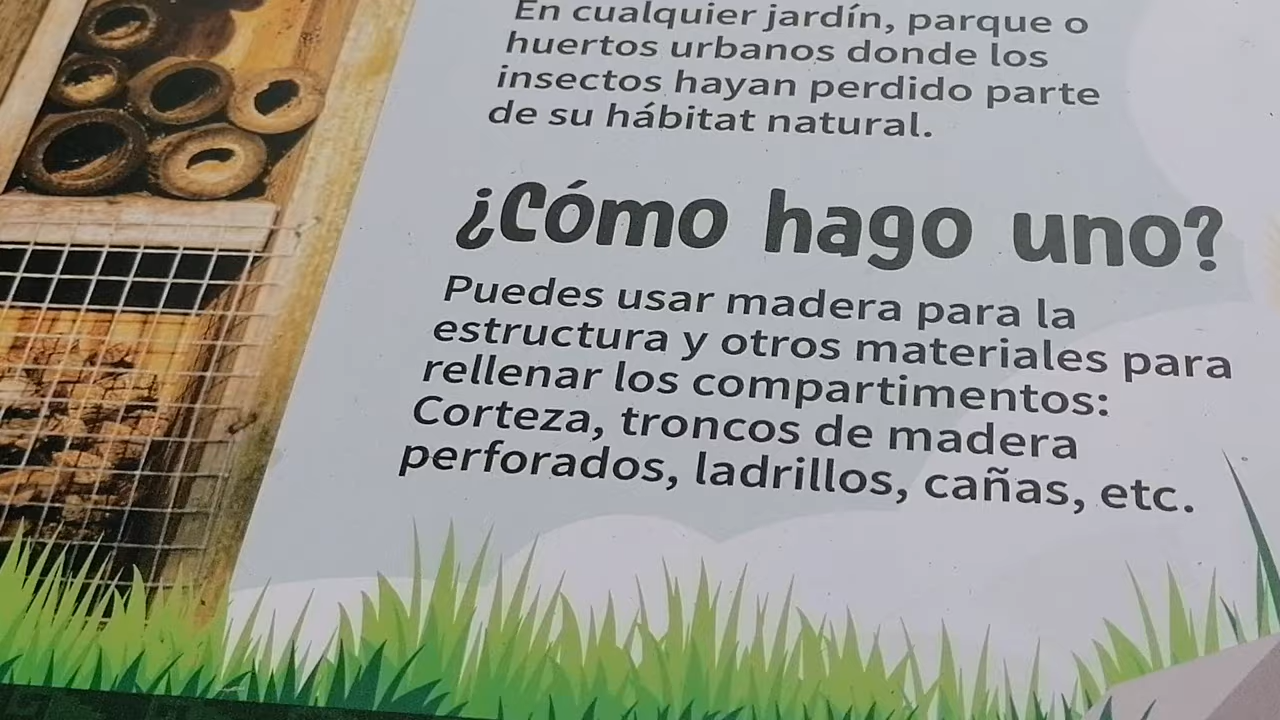 En cualquier jardín, parque o
huertos urbanos donde los
insectos hayan perdido parte
de su hábitat natural.
¿Cómo hago uno?
Puedes usar madera para la
estructura y otros materiales para
rellenar los compartimentos:
Corteza, troncos de madera
perforados, ladrillos, cañas, etc.